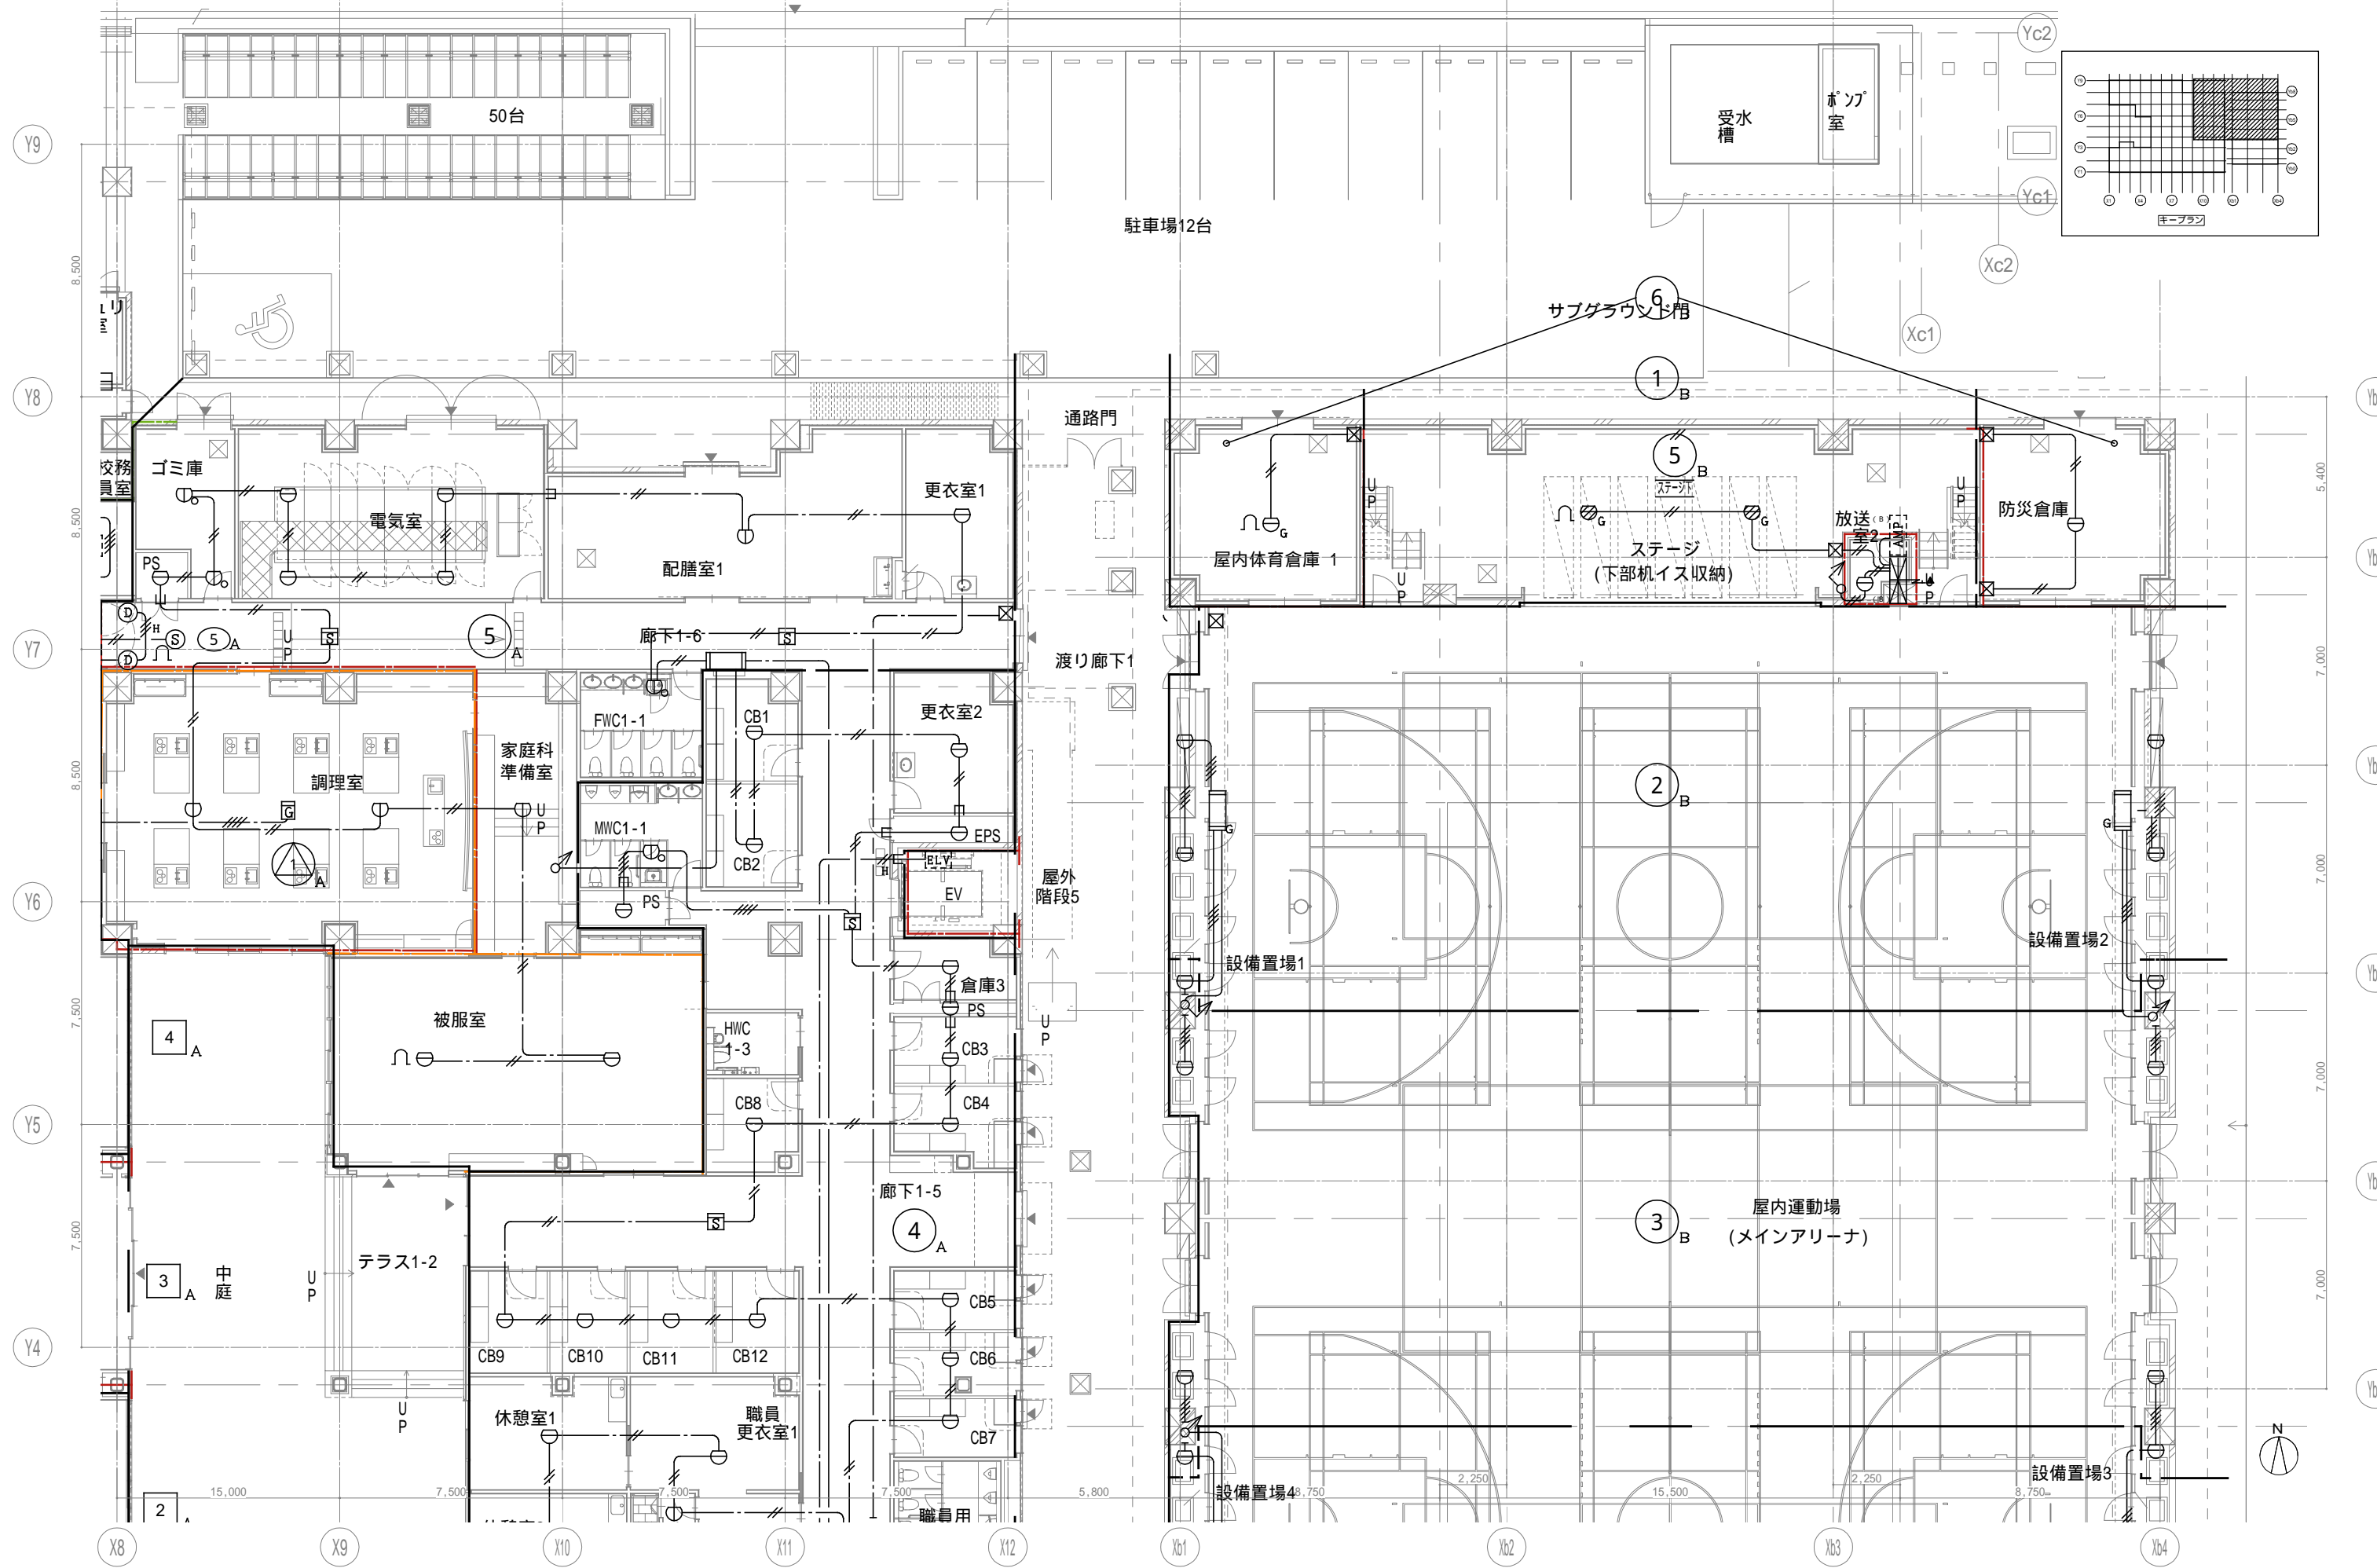 Yc2
50台
受水
槽
ポンプ
室
Y9
Yc1
キープラン
駐車場12台
8,500
Xc2
サブグラウンド門
6
B
Xc1
1
B
Y8
通路門
校務
員室
ゴミ庫
電気室
更衣室1
5
B
ステージ下
UP
UP
防災倉庫
5,400
8,500
PS
配膳室1
屋内体育倉庫 1
G
G
G
ステージ
(下部机イス収納)
放送
室2
(B)
AMP
UP
UP
D
H
S
5
A
UP
S
5
A
廊下1-6
S
D
Y7
渡り廊下1
7,000
FWC1-1
CB1
更衣室2
家庭科
準備室
調理室
8,500
G
UP
MWC1-1
1
A
CB2
EPS
2
B
G
G
7,000
ELV
EV
H
屋外
階段5
Y6
PS
S
設備置場1
設備置場2
倉庫3
PS
7,500
4
A
被服室
HWC
1-3
UP
CB3
CB8
CB4
7,000
Y5
廊下1-5
4
A
S
3
B
屋内運動場
(メインアリーナ)
7,500
テラス1-2
3
A
中庭
UP
CB5
7,000
Y4
CB9
CB10
CB11
CB12
CB6
UP
休憩室1
職員
更衣室1
CB7
N
設備置場4
設備置場3
15,000
7,500
7,500
7,500
5,800
8,750
2,250
15,500
2,250
8,750
2
職員用
X8
X9
X10
X11
X12
Xb1
Xb2
Xb3
Xb4